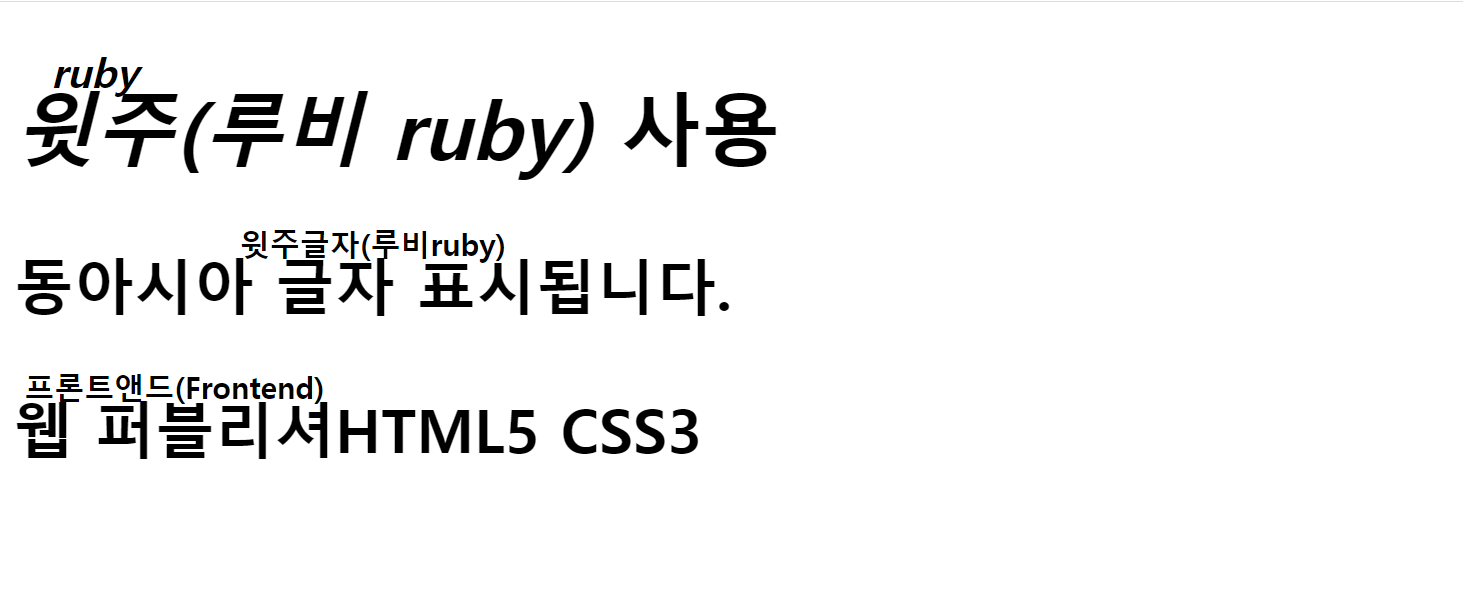 ruby
윗주(루비 ruby) 사용
윗주글자(루비ruby)
동아시아 글자 표시됩니다.
프론트앤드(Frontend)
웹 퍼블리셔HTML5 CSS3